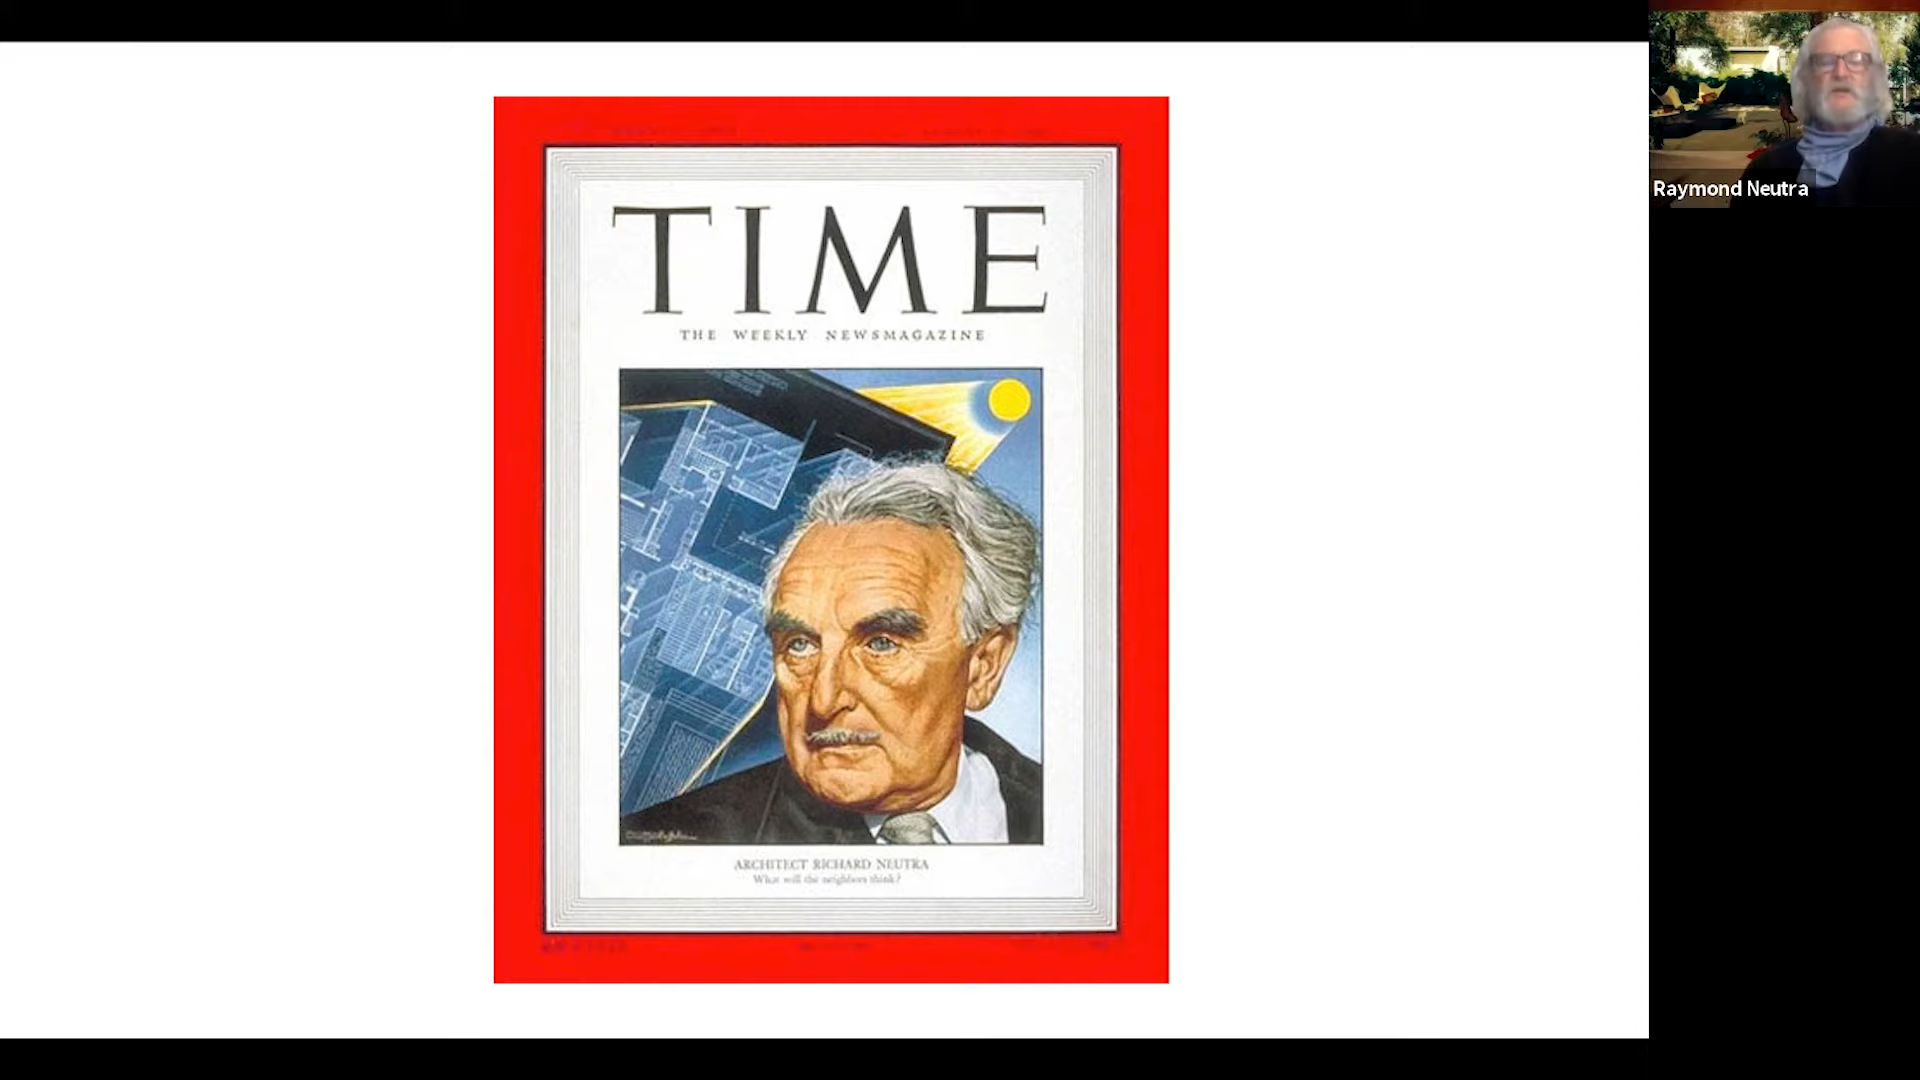 TIME
THE WEEKLY NEWSMAGAZINE
ARCHITECT RICHARD NEUTRA
What will the neighbors think?
Raymond Neutra